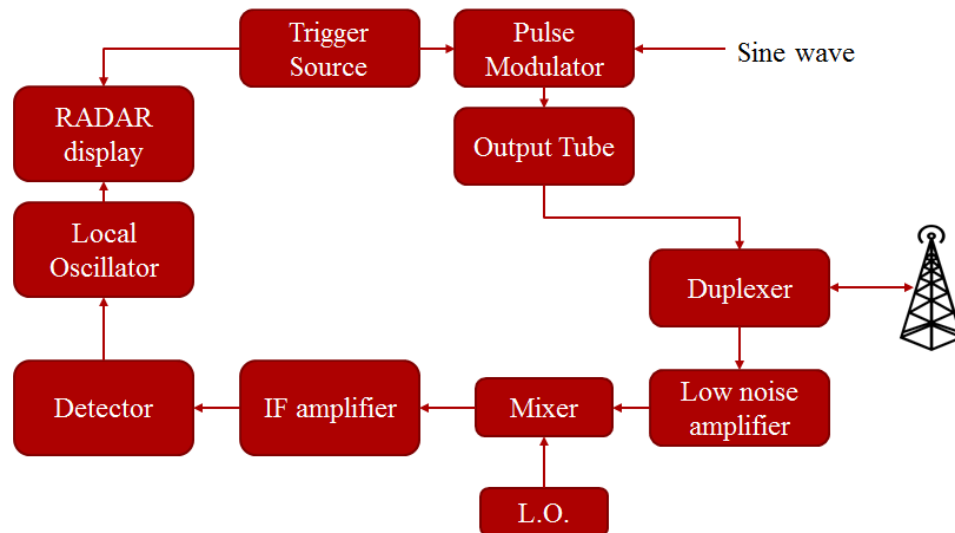 Trigger
Source
Pulse
Modulator
Sine wave
RADAR
display
Output Tube
Local
Oscillator
Duplexer
Detector
IF amplifier
Mixer
Low noise
amplifier
L.O.